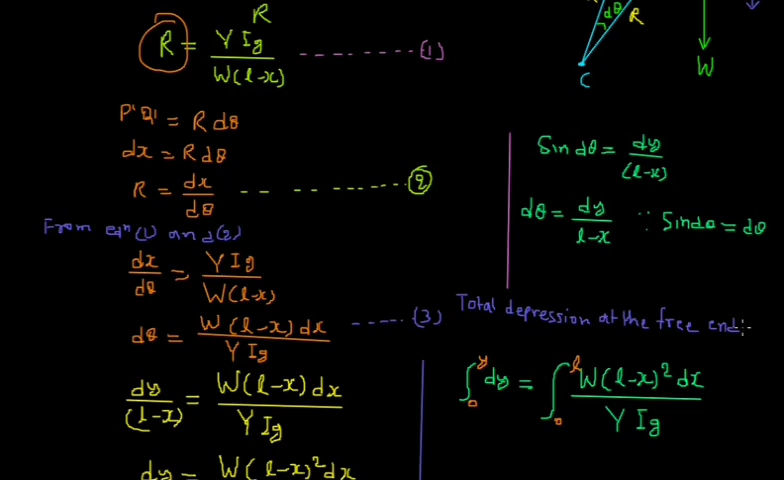 R
R = Y Ig / W(l-x) -------- (1)
P'Q' = R dθ
dx = R dθ
R = dx / dθ -- -------- (2)
From eqn (1) and (2)
dx / dθ = Y Ig / W(l-x)
dθ = W(l-x) dx / Y Ig ----- (3)
dy / (l-x) = W(l-x) dx / Y Ig
dy = W(l-x)² dx
dθ
R
C
W
Sin dθ = dy / (l-x)
dθ = dy / l-x ∵ Sindθ = dθ
Total depression at the free end:-
∫₀^y dy = ∫₀^l W(l-x)² dx / Y Ig